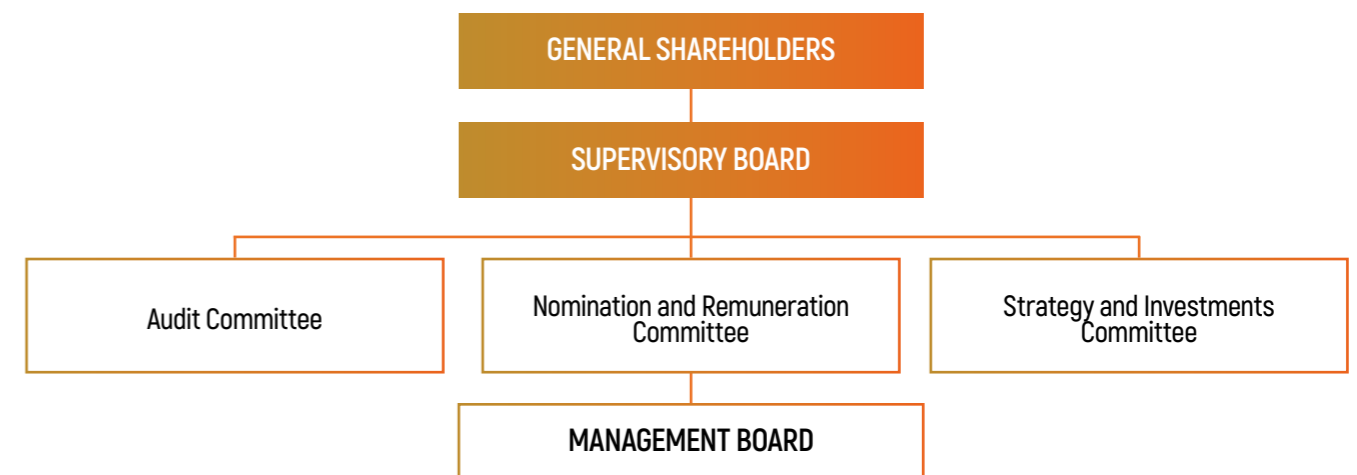 GENERAL SHAREHOLDERS
SUPERVISORY BOARD
Audit Committee
Nomination and Remuneration
Committee
Strategy and Investments
Committee
MANAGEMENT BOARD